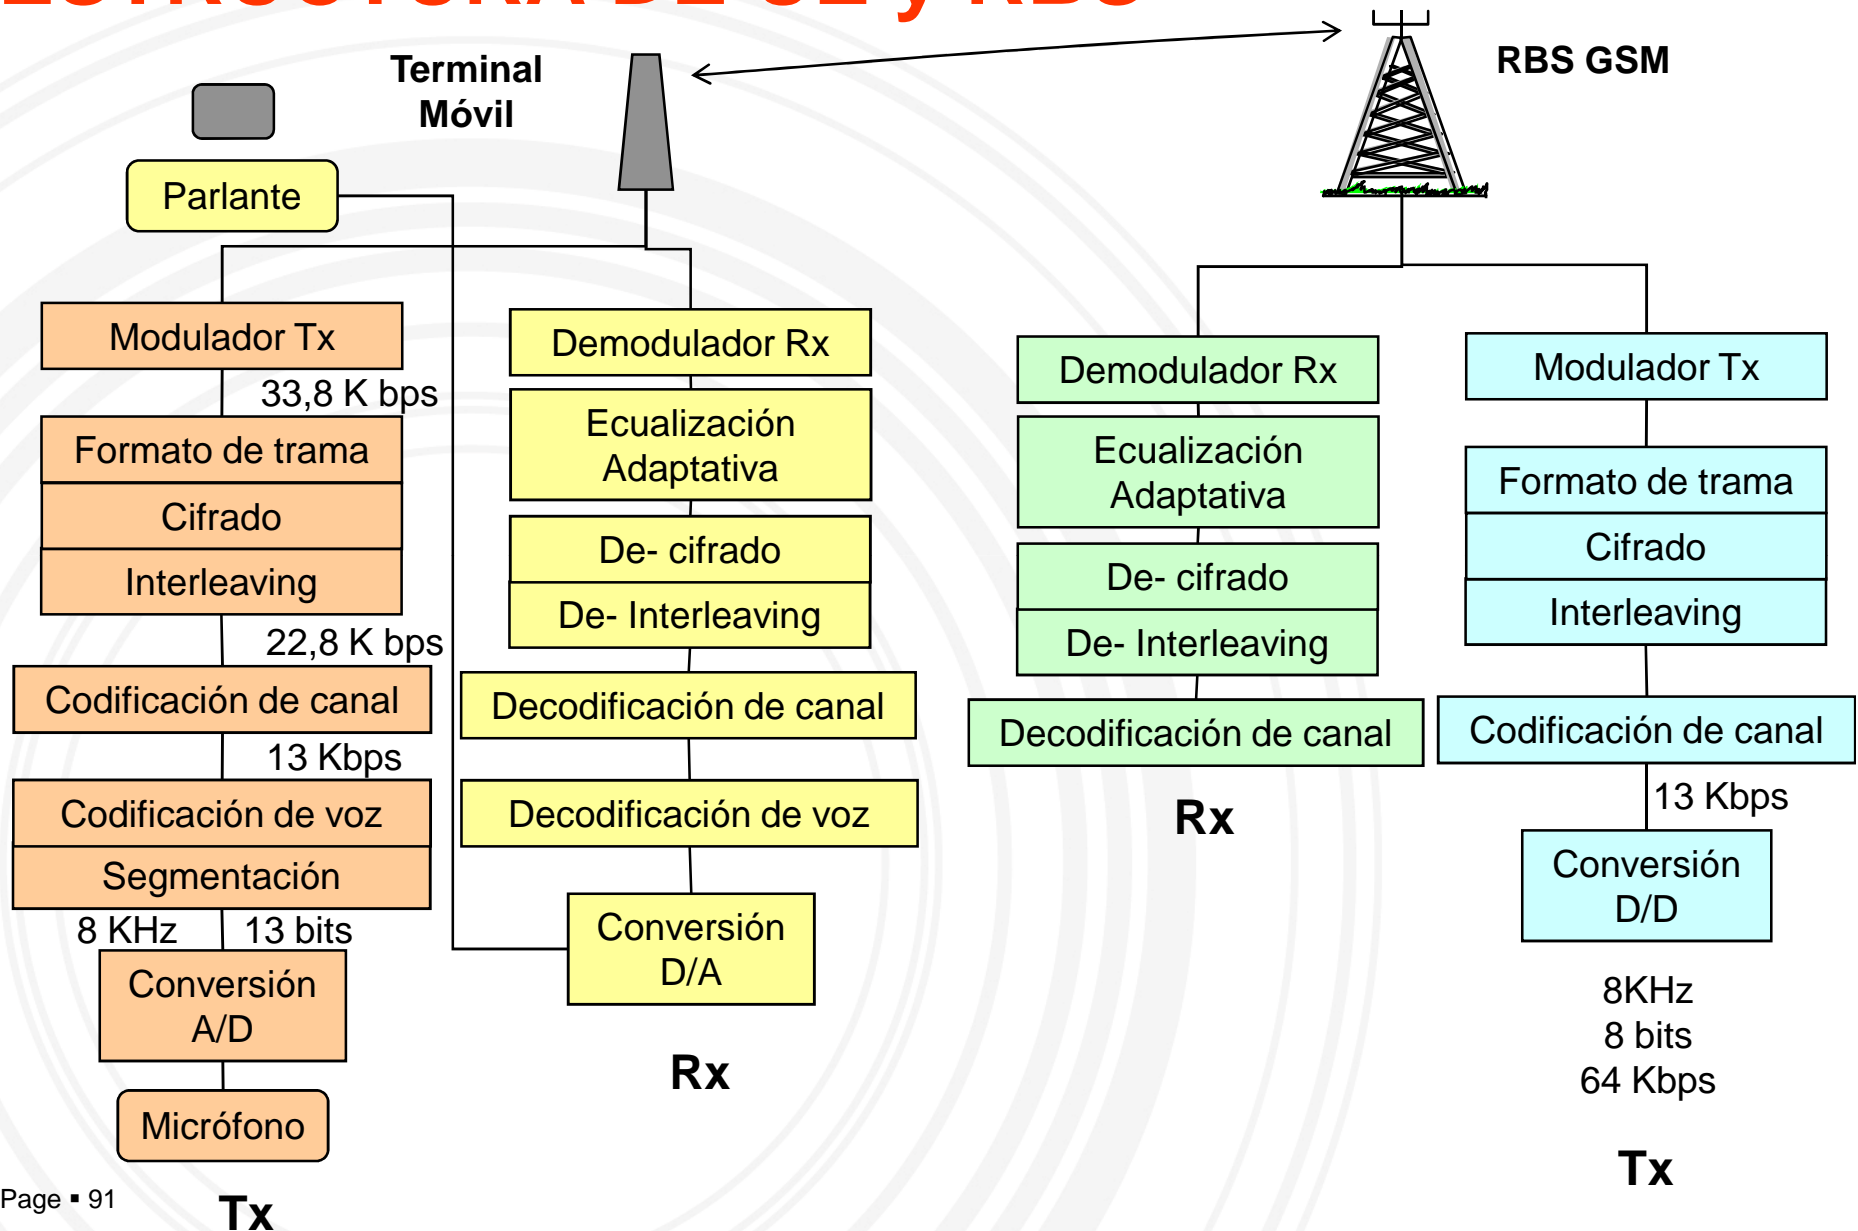 Terminal
Móvil
RBS GSM
Parlante
Modulador Tx
33,8 K bps
Formato de trama
Cifrado
Interleaving
22,8 K bps
Codificación de canal
13 Kbps
Codificación de voz
Segmentación
8 KHz
13 bits
Conversión
A/D
Micrófono
Tx
Demodulador Rx
Ecualización
Adaptativa
De- cifrado
De- Interleaving
Decodificación de canal
Decodificación de voz
Conversión
D/A
Rx
Demodulador Rx
Ecualización
Adaptativa
De- cifrado
De- Interleaving
Decodificación de canal
Rx
Modulador Tx
Formato de trama
Cifrado
Interleaving
Codificación de canal
13 Kbps
Conversión
D/D
8KHz
8 bits
64 Kbps
Tx
Page ▪ 91